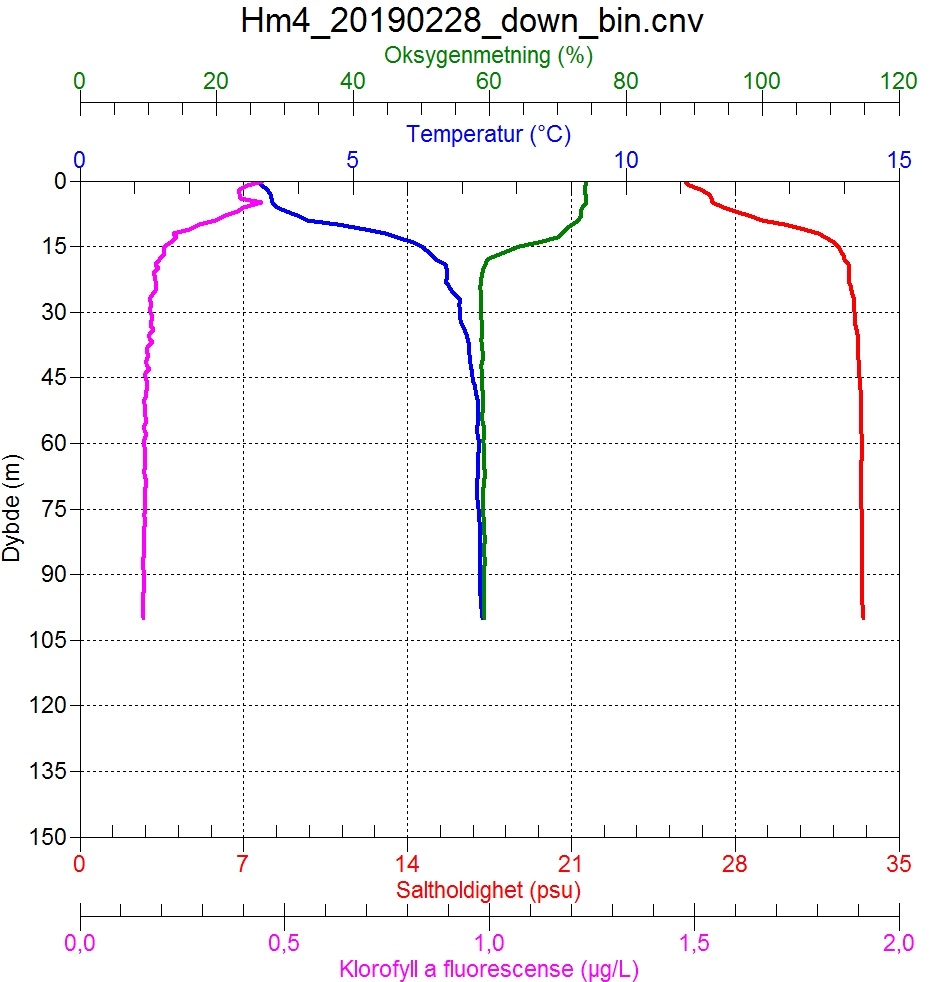 Hm4_20190228_down_bin.cnv
Oksygenmetning (%)
0 20 40 60 80 100 120
Temperatur (°C)
0 5 10 15
0
15
30
45
60
75
90
105
120
135
150
Dybde (m)
0 7 14 21 28 35
Saltholdighet (psu)
0,0 0,5 1,0 1,5 2,0
Klorofyll a fluorescense (µg/L)